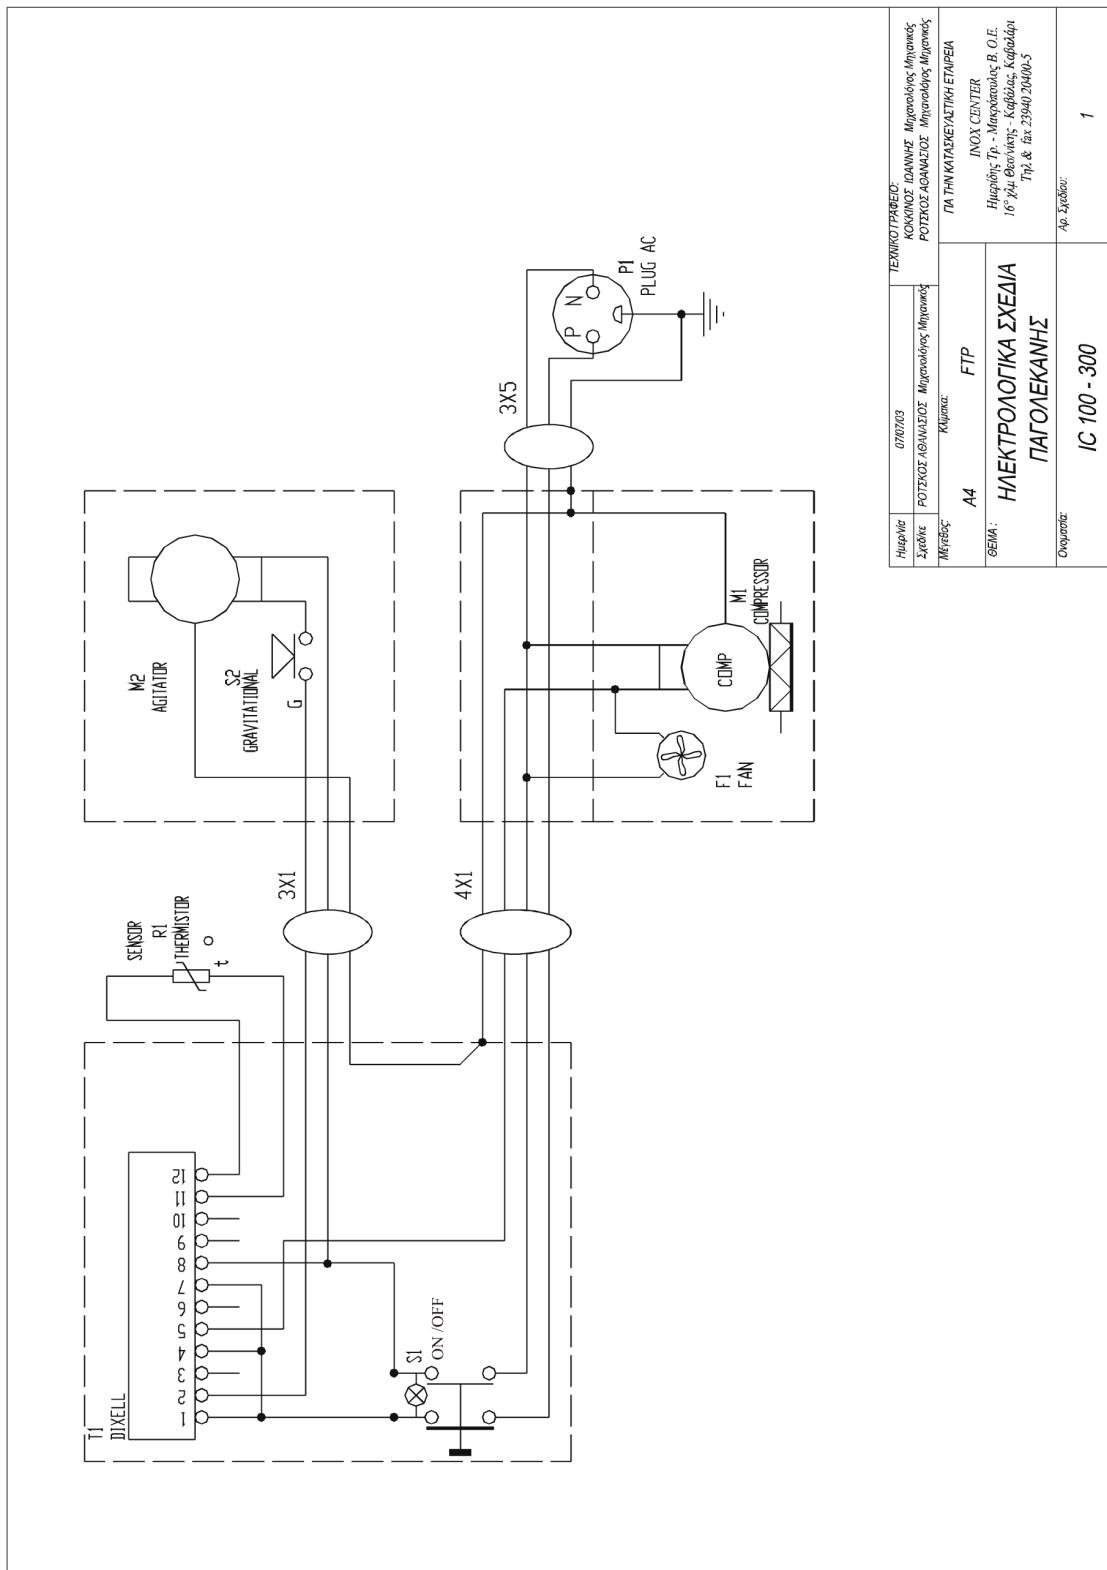 T1
DIXELL
1 2 3 4 5 6 7 8 9 10 11 12
S1
ON /OFF
SENSOR
R1
THERMISTOR
t
3X1
4X1
M2
AGITATOR
S2
GRAVITATIONAL
G
F1
FAN
COMP
M1
COMPRESSOR
3X5
P
N
P1
PLUG AC
Ημερ/νία
07/07/03
Σχεδ/κε
ΡΟΤΣΚΟΣ ΑΘΑΝΑΣΙΟΣ Μηχανολόγος Μηχανικός
ΤΕΧΝΙΚΟ ΓΡΑΦΕΙΟ:
ΚΟΚΚΙΝΟΣ ΙΩΑΝΝΗΣ Μηχανολόγος Μηχανικός
ΡΟΤΣΚΟΣ ΑΘΑΝΑΣΙΟΣ Μηχανολόγος Μηχανικός
Μέγεθος:
A4
Κλίμακα:
FTP
ΓΙΑ ΤΗΝ ΚΑΤΑΣΚΕΥΑΣΤΙΚΗ ΕΤΑΙΡΕΙΑ
INOX CENTER
Ημερίδης Τρ. - Μακρόπουλος Β. Ο.Ε.
16° χλμ Θεσ/νίκης - Καβάλας, Καβαλάρι
Τηλ & fax 23940 20400-5
ΘΕΜΑ :
ΗΛΕΚΤΡΟΛΟΓΙΚΑ ΣΧΕΔΙΑ
ΠΑΓΟΛΕΚΑΝΗΣ
Ονομασία:
IC 100 - 300
Αρ. Σχεδίου:
1